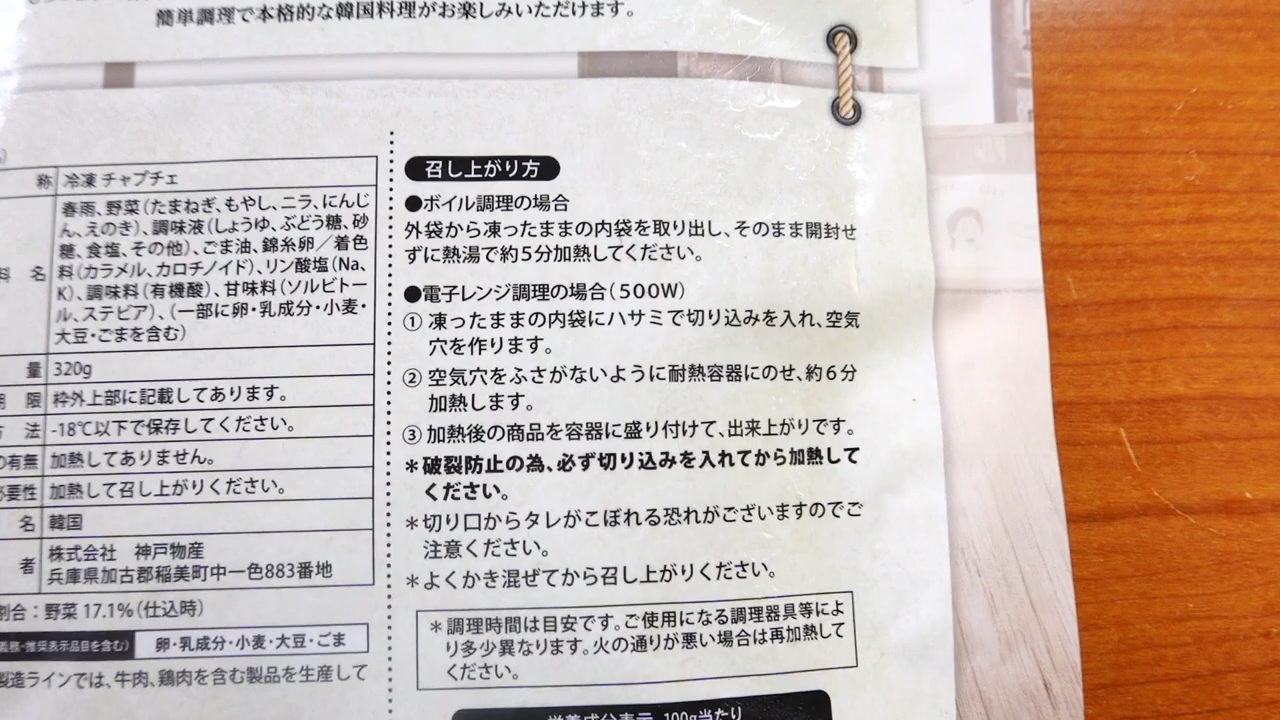 簡単調理で本格的な韓国料理がお楽しみいただけます。
称 冷凍 チャプチェ
料 名 春雨、野菜(たまねぎ、もやし、ニラ、にんじ
ん、えのき)、調味液(しょうゆ、ぶどう糖、砂
糖、食塩、その他)、ごま油、錦糸卵/着色
料(カラメル、カロチノイド)、リン酸塩(Na、
K)、調味料(有機酸)、甘味料(ソルビトー
ル、ステビア)、(一部に卵・乳成分・小麦・
大豆・ごまを含む)
量 320g
限 枠外上部に記載してあります。
法 -18℃以下で保存してください。
の有無 加熱してありません。
必要性 加熱して召し上がりください。
名 韓国
者 株式会社 神戸物産
兵庫県加古郡稲美町中一色883番地
割合:野菜 17.1%(仕込時)
推奨表示品目を含む) 卵・乳成分・小麦・大豆・ごま
製造ラインでは、牛肉、鶏肉を含む製品を生産して
召し上がり方
●ボイル調理の場合
外袋から凍ったままの内袋を取り出し、そのまま開封せ
ずに熱湯で約5分加熱してください。
●電子レンジ調理の場合(500W)
① 凍ったままの内袋にハサミで切り込みを入れ、空気
穴を作ります。
② 空気穴をふさがないように耐熱容器にのせ、約6分
加熱します。
③ 加熱後の商品を容器に盛り付けて、出来上がりです。
＊破裂防止の為、必ず切り込みを入れてから加熱して
ください。
＊切り口からタレがこぼれる恐れがございますのでご
注意ください。
＊よくかき混ぜてから召し上がりください。
＊調理時間は目安です。ご使用になる調理器具等によ
り多少異なります。火の通りが悪い場合は再加熱して
ください。
栄養成分表示 100g当たり